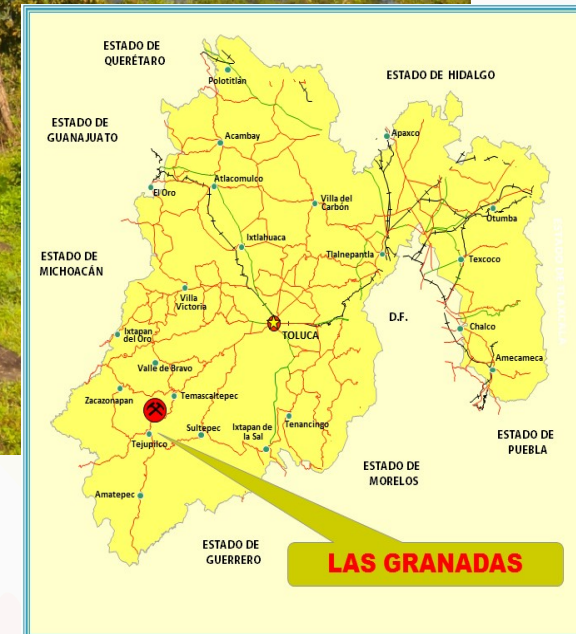 ESTADO DE
QUERÉTARO
ESTADO DE HIDALGO
Polotitlán
ESTADO DE
GUANAJUATO
Acambay
Apaxco
Atlacomulco
El Oro
Villa del
Carbón
Otumba
Ixtlahuaca
ESTADO DE
MICHOACÁN
Tlalnepantla
Texcoco
Villa
Victoria
D.F.
Ixtapan
del Oro
TOLUCA
Chalco
Valle de Bravo
Amecameca
Zacazonapan
Temascaltepec
Tejupilco
Sultepec
Ixtapan de
la Sal
Tenancingo
ESTADO DE
PUEBLA
ESTADO DE
MORELOS
Amatepec
ESTADO DE
GUERRERO
LAS GRANADAS